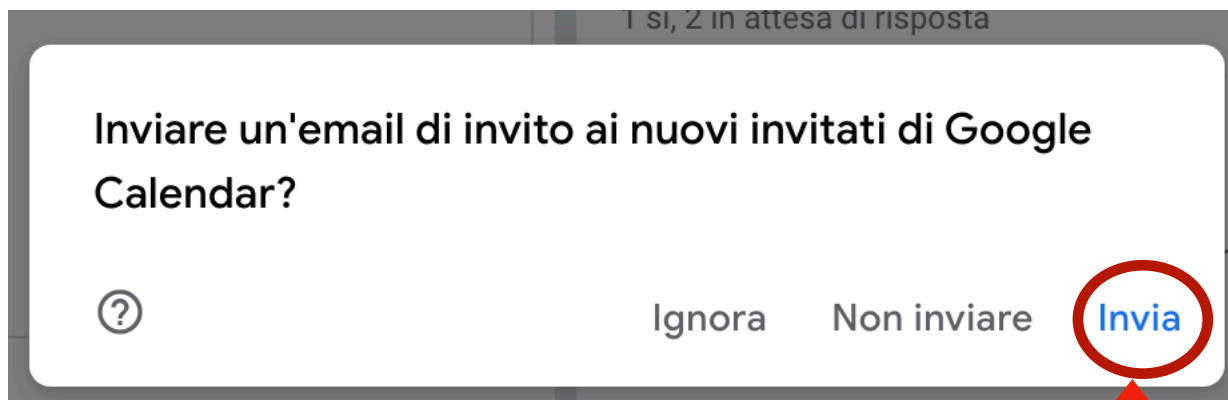 1 sì, 2 in attesa di risposta
Inviare un'email di invito ai nuovi invitati di Google
Calendar?
Ignora Non inviare Invia